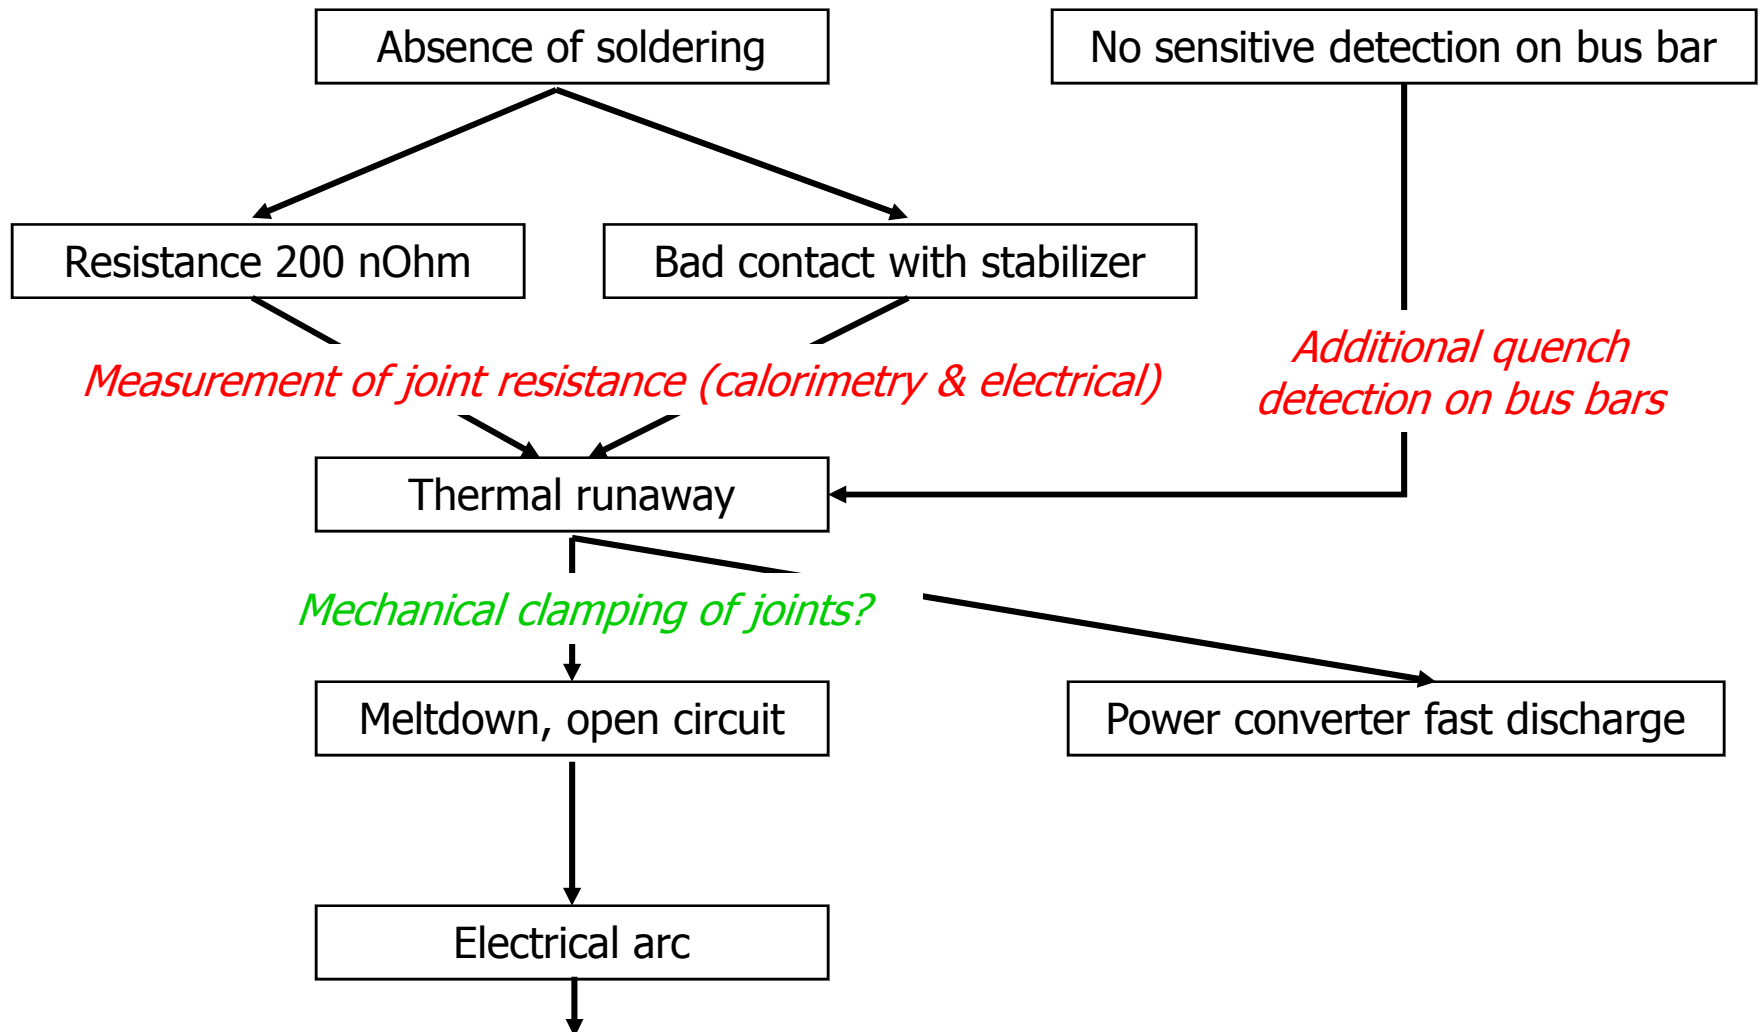 Absence of soldering
No sensitive detection on bus bar
Resistance 200 nOhm
Bad contact with stabilizer
Measurement of joint resistance (calorimetry & electrical)
Additional quench
detection on bus bars
Thermal runaway
Mechanical clamping of joints?
Meltdown, open circuit
Power converter fast discharge
Electrical arc